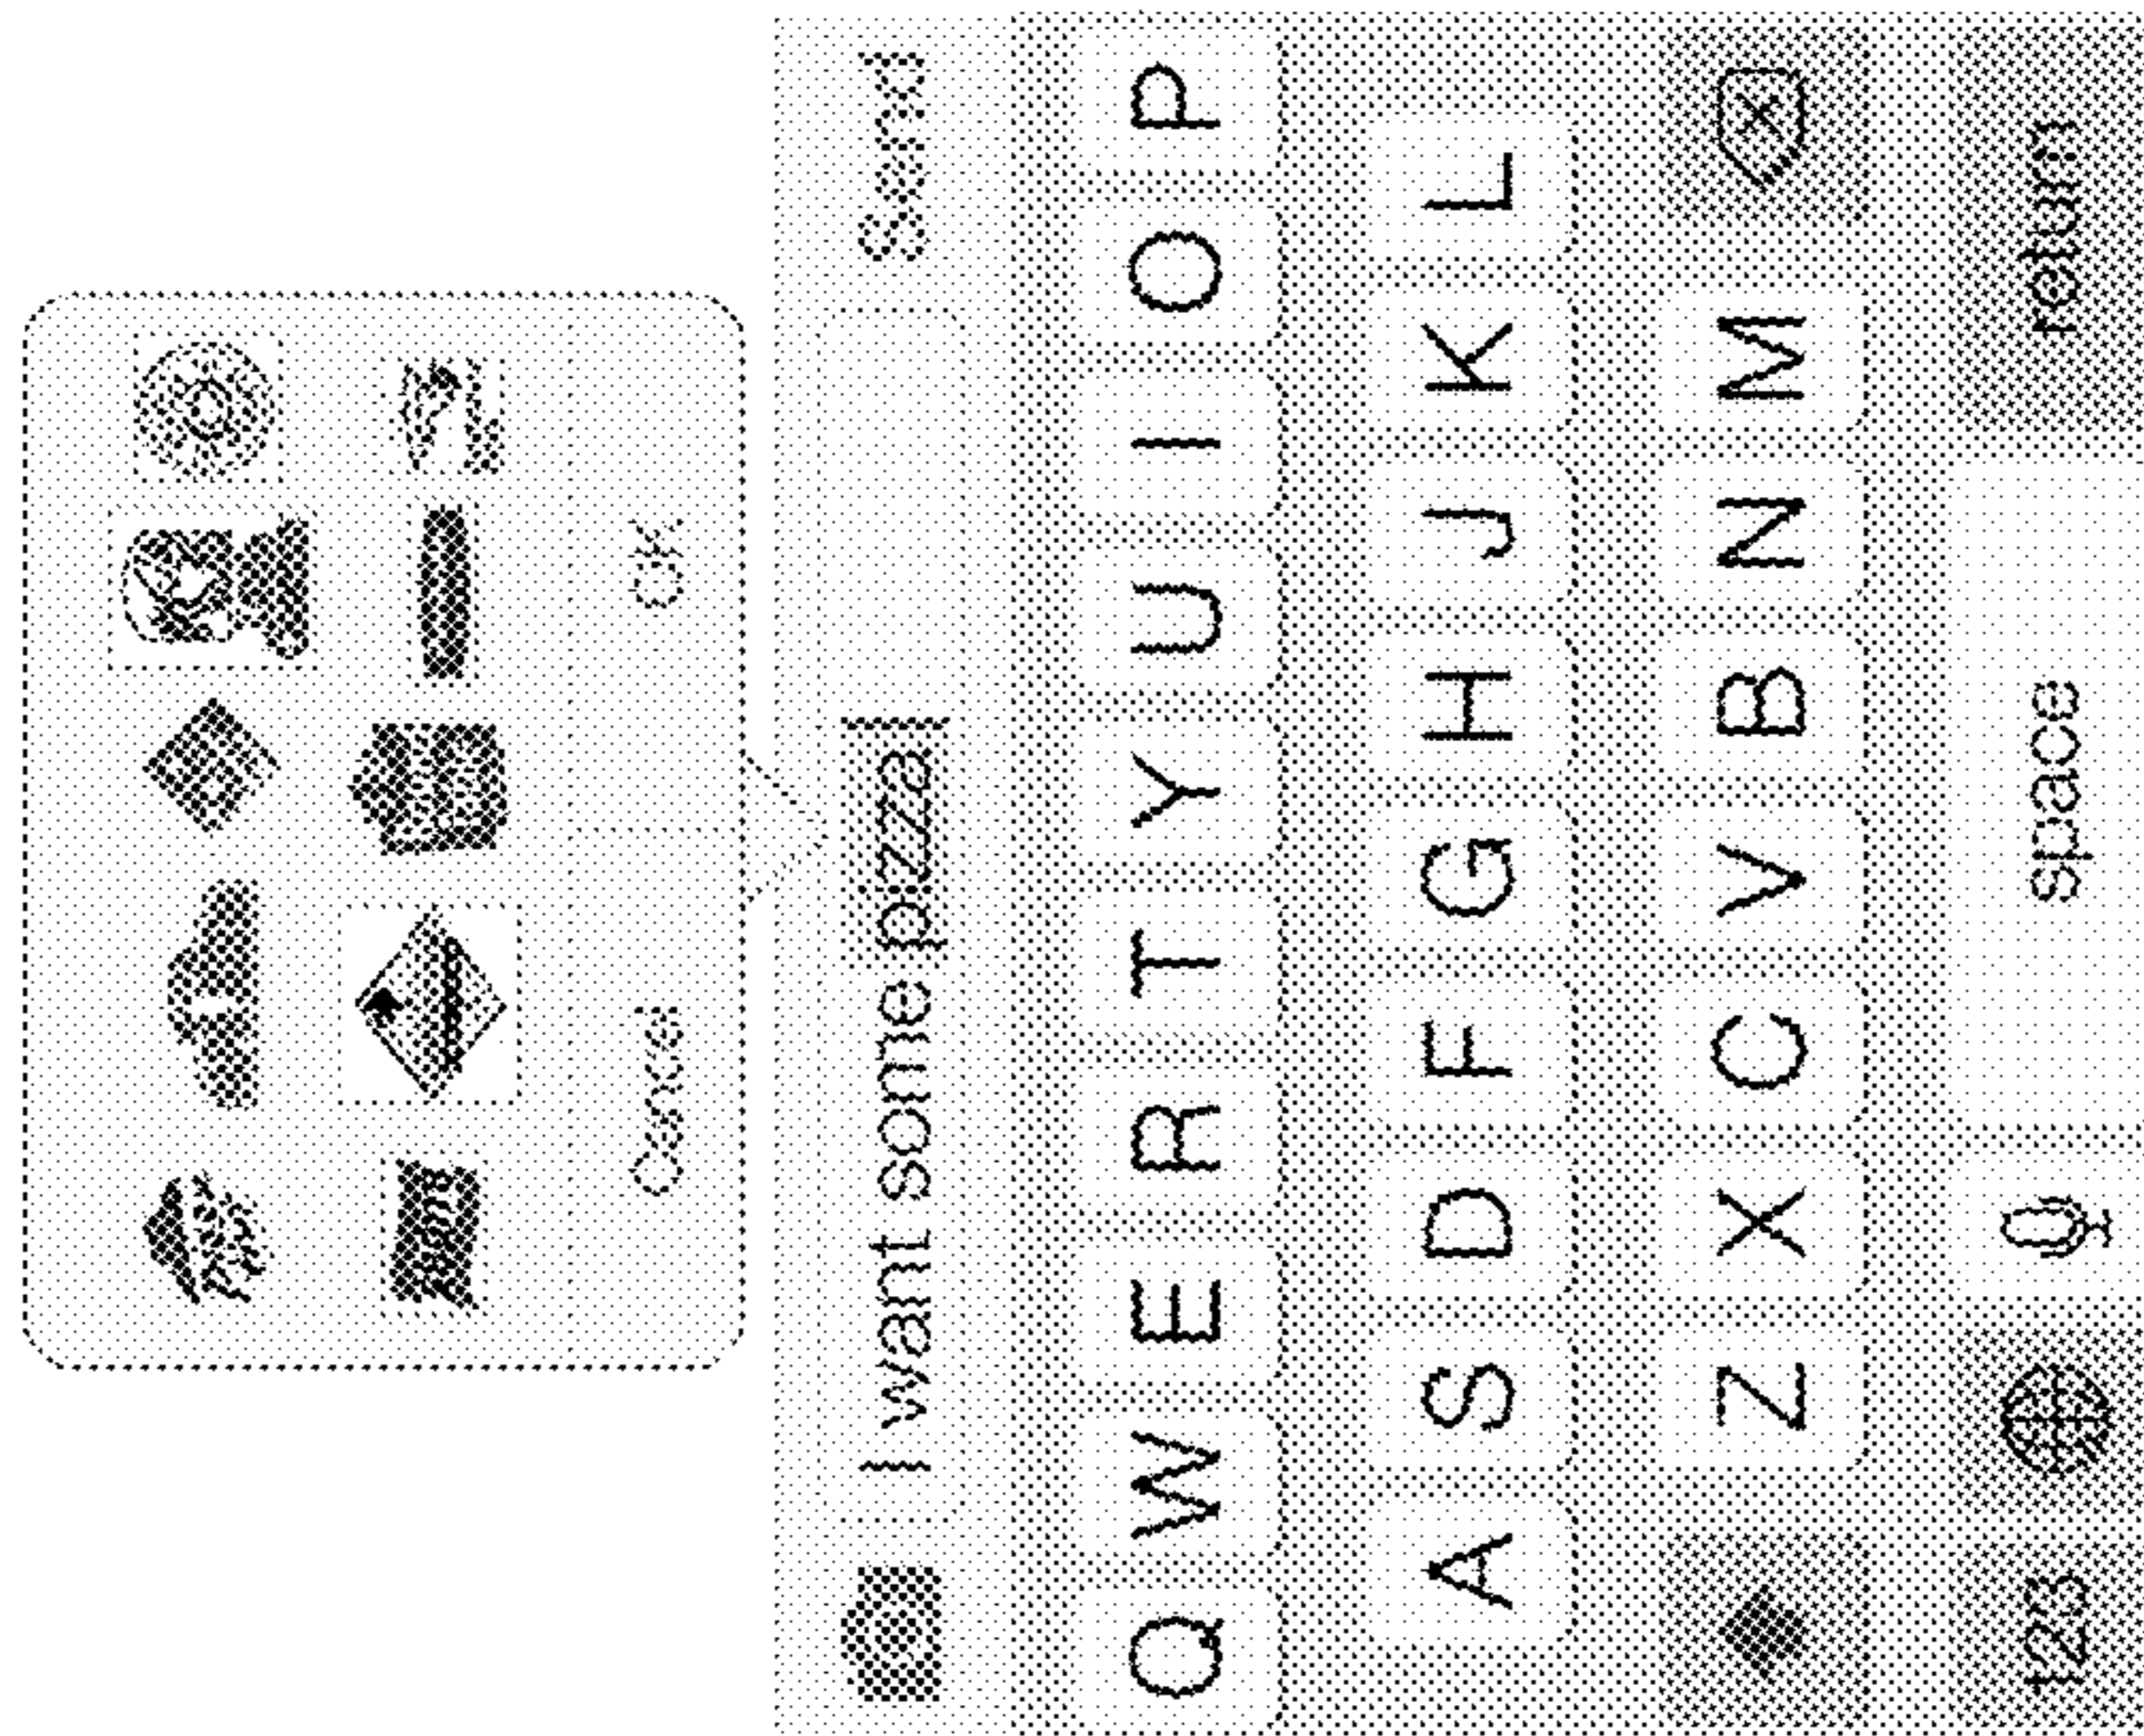 Cancel OK
I want some pizza Send
Q W E R T Y U I O P
A S D F G H J K L
Z X C V B N M
123 space return